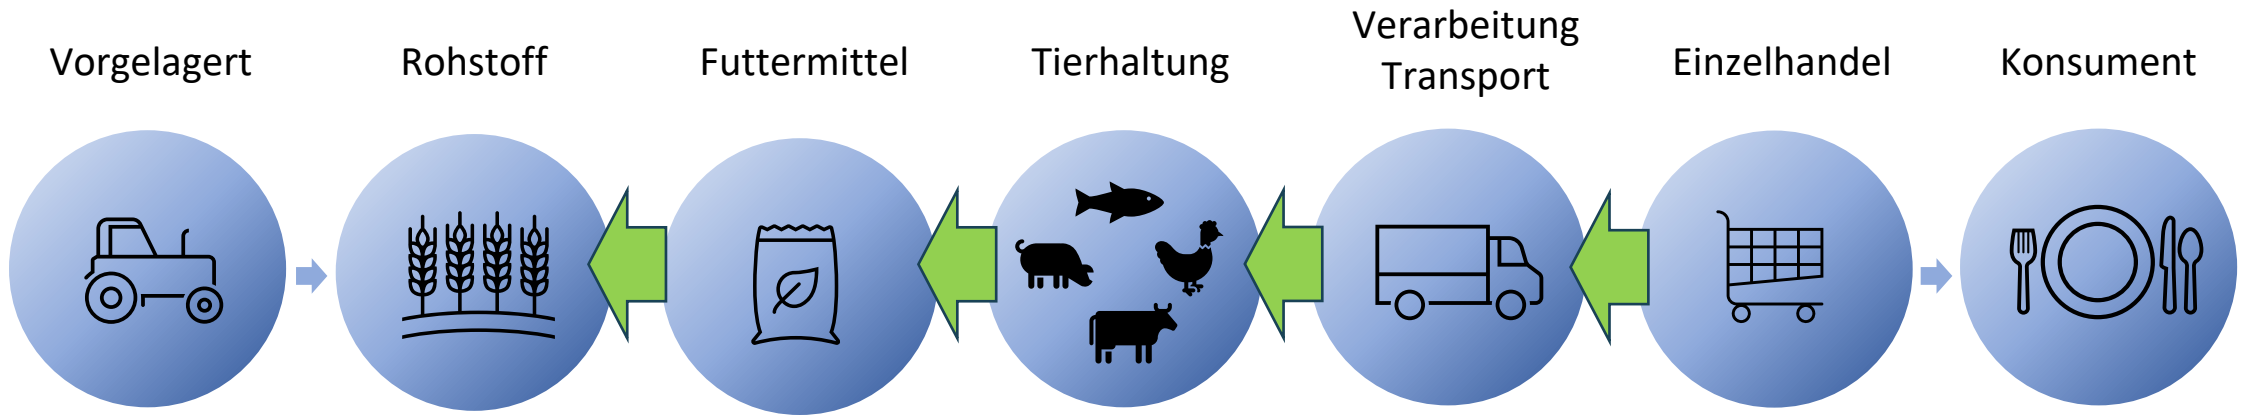 Vorgelagert
Rohstoff
Futtermittel
Tierhaltung
Verarbeitung
Transport
Einzelhandel
Konsument